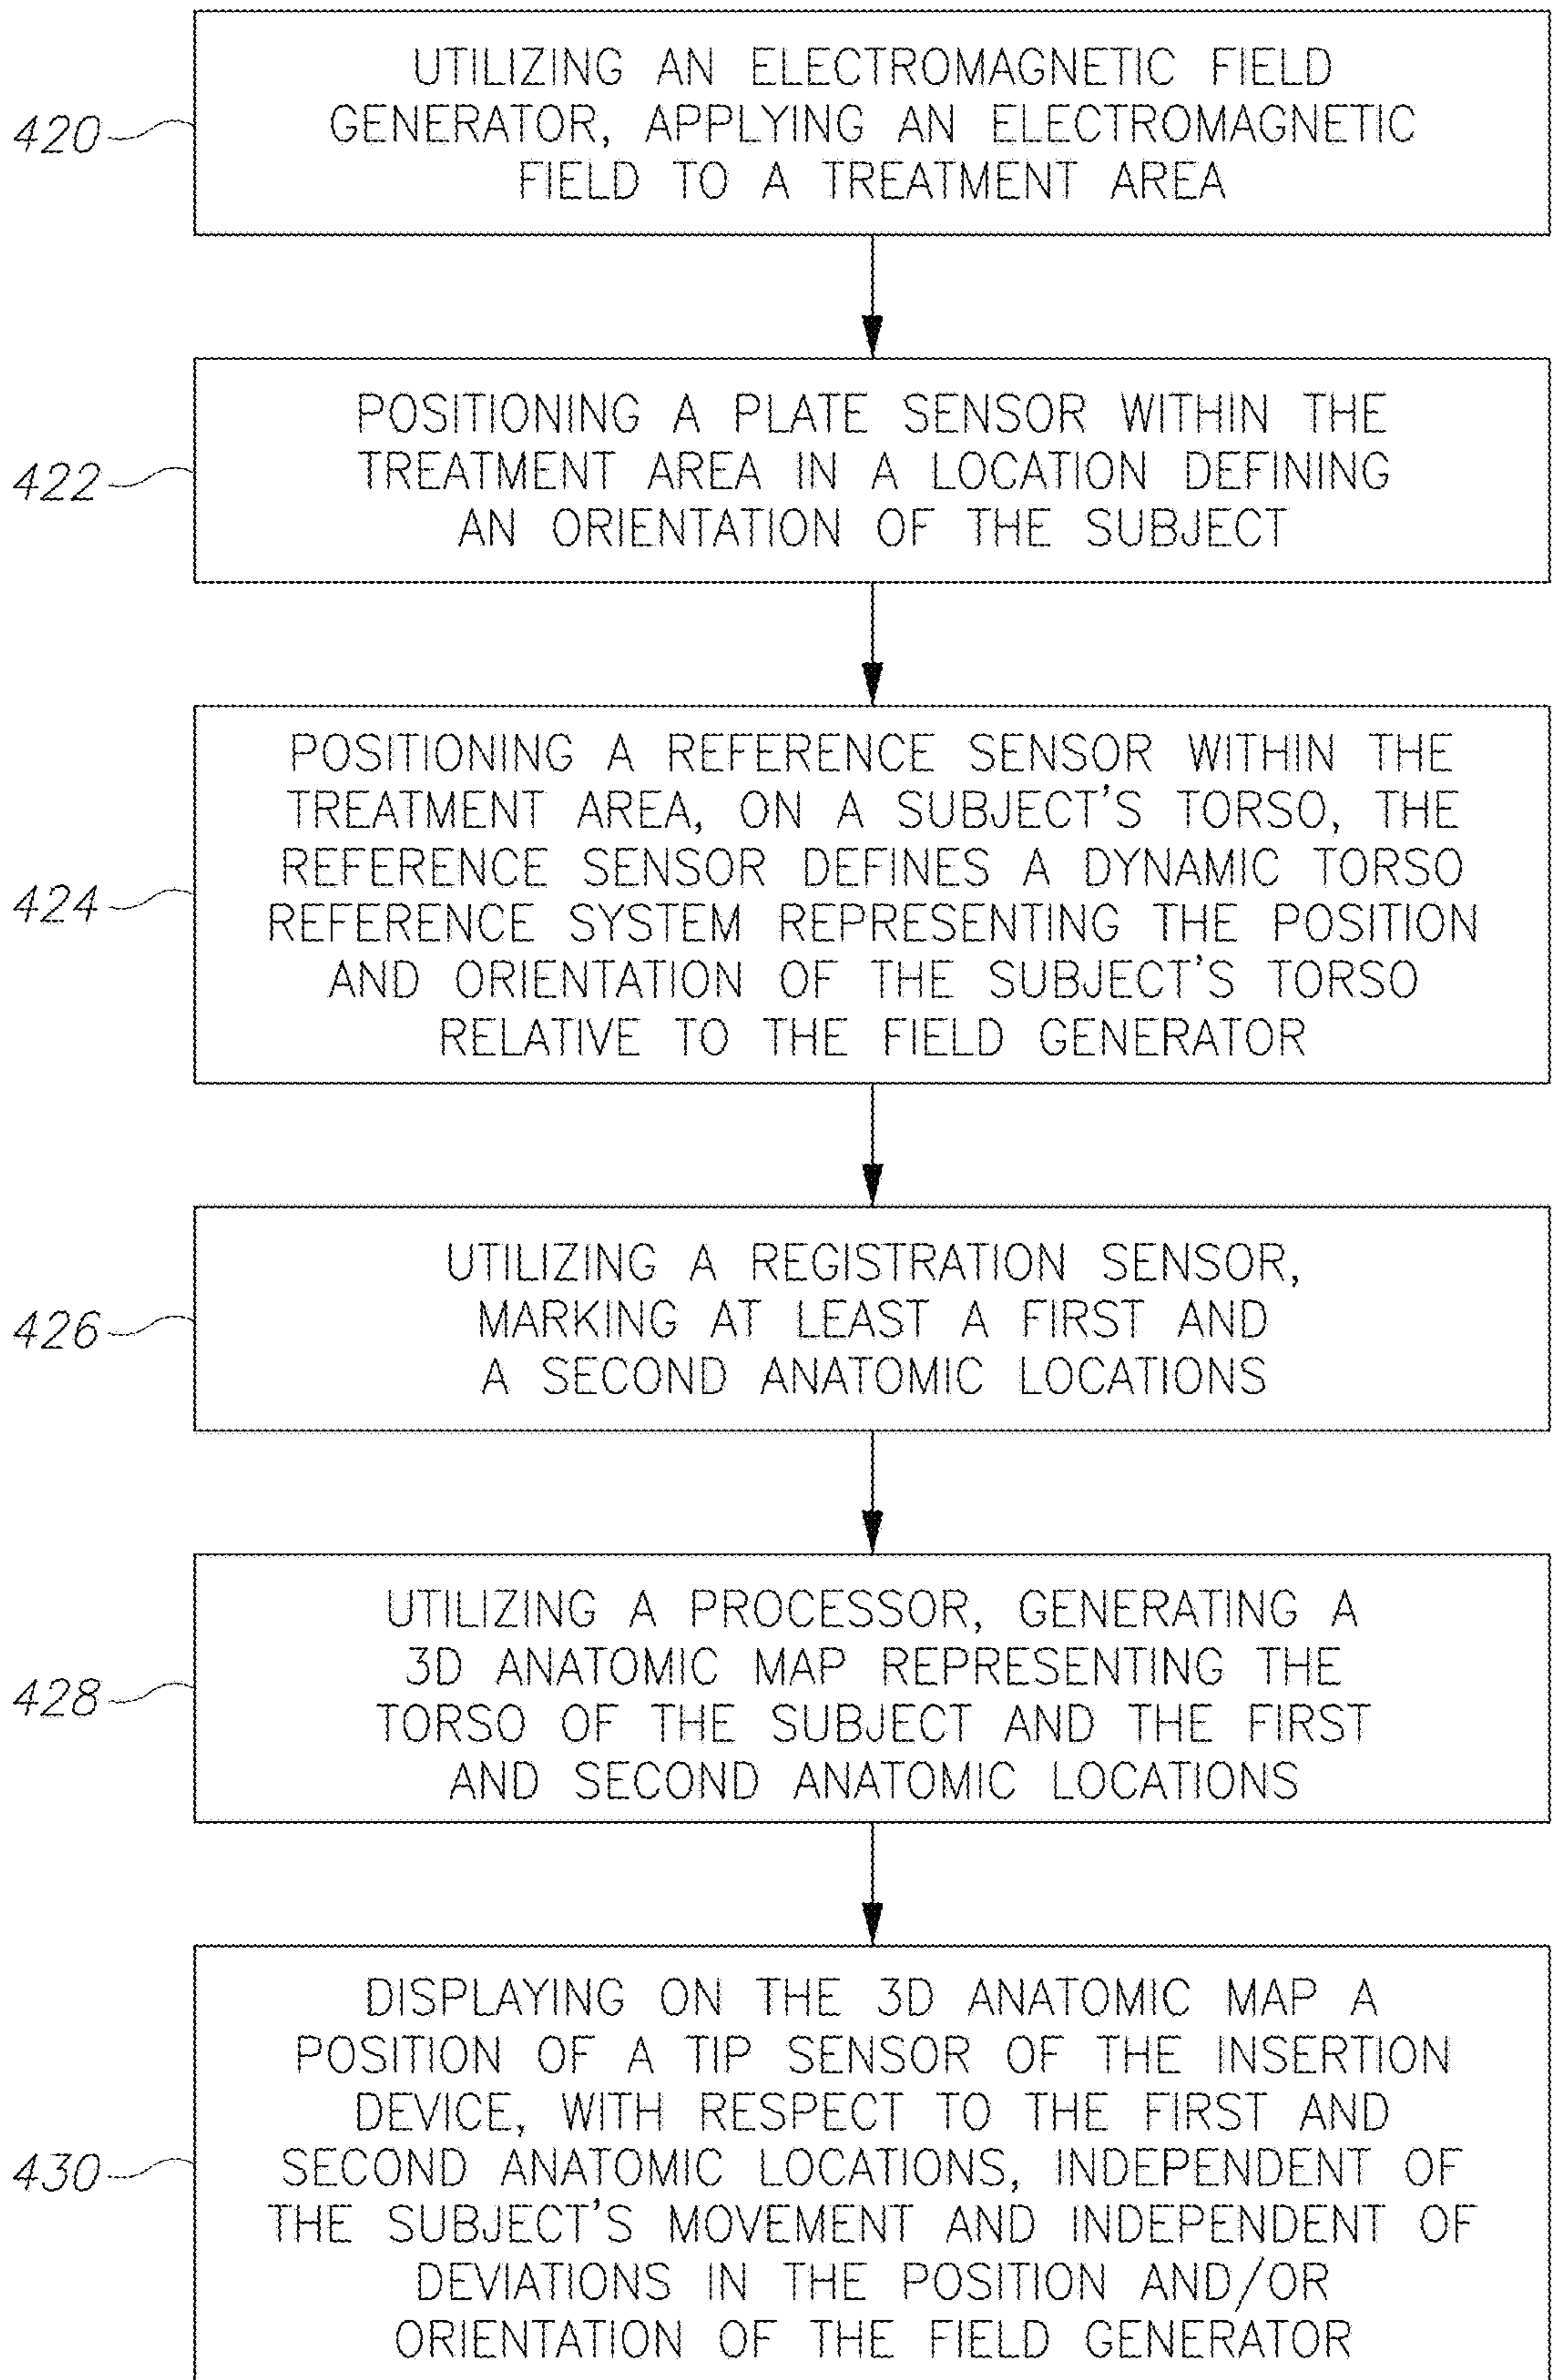 420
UTILIZING AN ELECTROMAGNETIC FIELD
GENERATOR, APPLYING AN ELECTROMAGNETIC
FIELD TO A TREATMENT AREA
422
POSITIONING A PLATE SENSOR WITHIN THE
TREATMENT AREA IN A LOCATION DEFINING
AN ORIENTATION OF THE SUBJECT
424
POSITIONING A REFERENCE SENSOR WITHIN THE
TREATMENT AREA, ON A SUBJECT'S TORSO, THE
REFERENCE SENSOR DEFINES A DYNAMIC TORSO
REFERENCE SYSTEM REPRESENTING THE POSITION
AND ORIENTATION OF THE SUBJECT'S TORSO
RELATIVE TO THE FIELD GENERATOR
426
UTILIZING A REGISTRATION SENSOR,
MARKING AT LEAST A FIRST AND
A SECOND ANATOMIC LOCATIONS
428
UTILIZING A PROCESSOR, GENERATING A
3D ANATOMIC MAP REPRESENTING THE
TORSO OF THE SUBJECT AND THE FIRST
AND SECOND ANATOMIC LOCATIONS
430
DISPLAYING ON THE 3D ANATOMIC MAP A
POSITION OF A TIP SENSOR OF THE INSERTION
DEVICE, WITH RESPECT TO THE FIRST AND
SECOND ANATOMIC LOCATIONS, INDEPENDENT OF
THE SUBJECT'S MOVEMENT AND INDEPENDENT OF
DEVIATIONS IN THE POSITION AND/OR
ORIENTATION OF THE FIELD GENERATOR